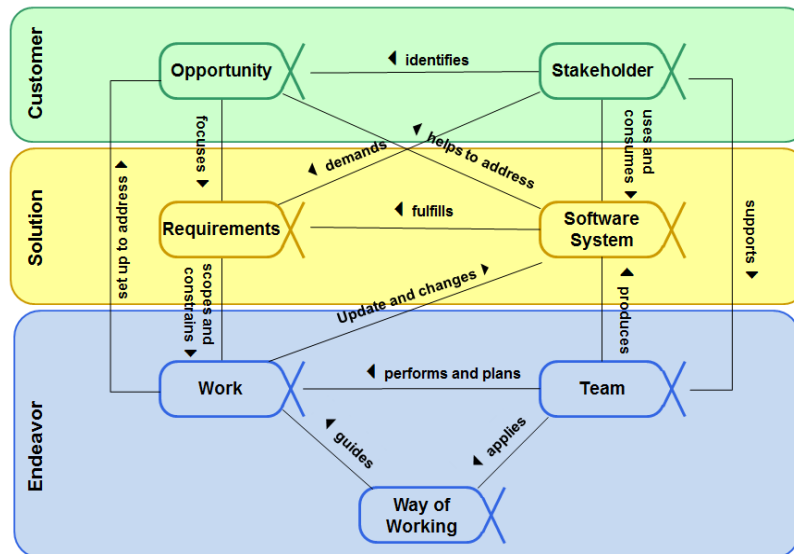 Customer
Opportunity
◄ identifies
Stakeholder
focuses
demands
helps to address
uses and
consumes
Solution
set up to address
Requirements
◄ fulfills
Software
System
supports
scopes and
constrains
Update and changes
produces
Endeavor
Work
◄ performs and plans
Team
guides
applies
Way of
Working